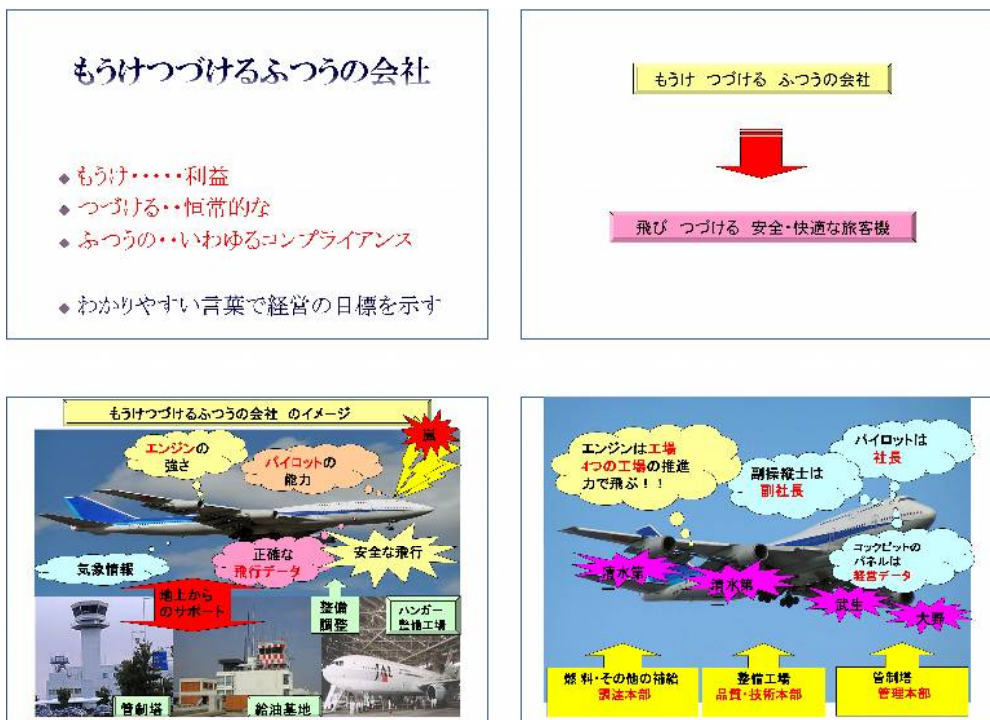 もうけつづけるふつうの会社
◆ もうけ・・・・・利益
◆ つづける・・恒常的な
◆ ふつうの・・いわゆるコンプライアンス
◆ わかりやすい言葉で経営の目標を示す
もうけ つづける ふつうの会社
飛び つづける 安全・快適な旅客機
もうけつづけるふつうの会社 のイメージ
嵐
エンジンの
強さ
パイロットの
能力
気象情報
正確な
飛行データ
安全な飛行
地上から
のサポート
整備
調整
ハンガー
整備工場
管制塔
給油基地
エンジンは工場
4つの工場の推進
力で飛ぶ！！
副操縦士は
副社長
パイロットは
社長
コックピットの
パネルは
経営データ
清水第
清水第
武生
大野
燃料・その他の補給
調達本部
整備工場
品質・技術本部
管制塔
管理本部